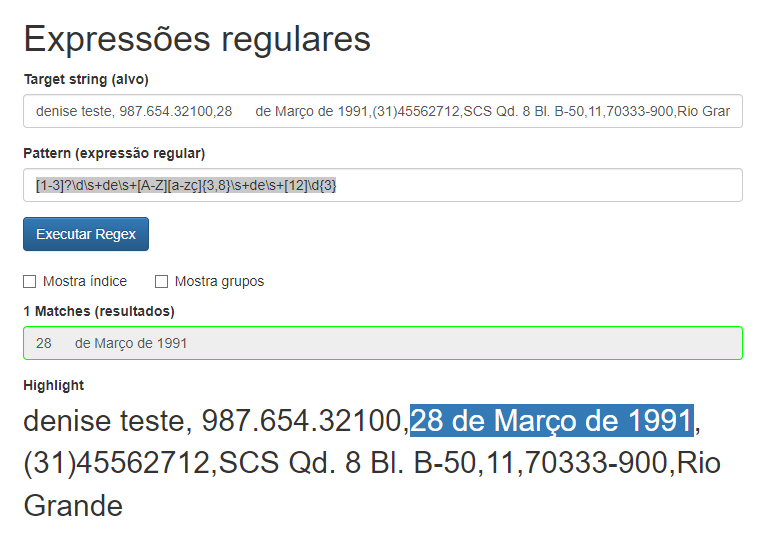 Expressões regulares
Target string (alvo)
denise teste, 987.654.32100,28      de Março de 1991,(31)45562712,SCS Qd. 8 Bl. B-50,11,70333-900,Rio Grar
Pattern (expressão regular)
[1-3]?\d\s+de\s+[A-Z][a-zç]{3,8}\s+de\s+[12]\d{3}
Executar Regex
Mostra índice Mostra grupos
1 Matches (resultados)
28      de Março de 1991
Highlight
denise teste, 987.654.32100,28 de Março de 1991,
(31)45562712,SCS Qd. 8 Bl. B-50,11,70333-900,Rio
Grande